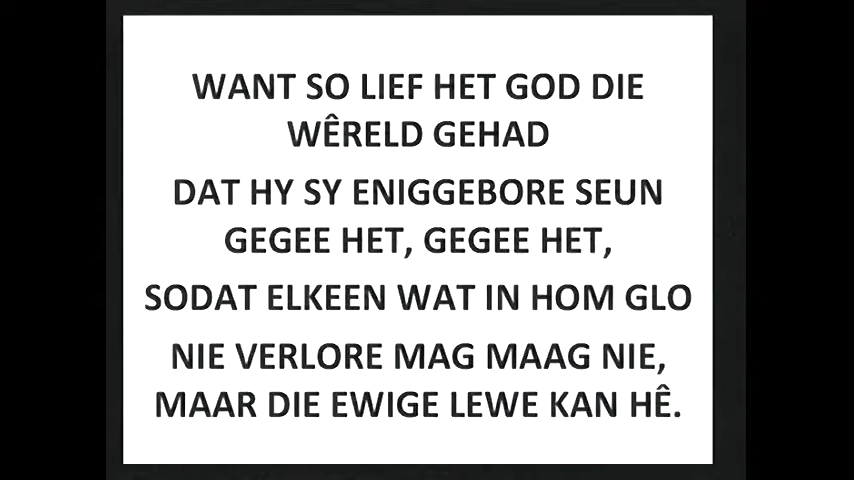 WANT SO LIEF HET GOD DIE
WÊRELD GEHAD
DAT HY SY ENIGGEBORE SEUN
GEGEE HET, GEGEE HET,
SODAT ELKEEN WAT IN HOM GLO
NIE VERLORE MAG MAAG NIE,
MAAR DIE EWIGE LEWE KAN HÊ.